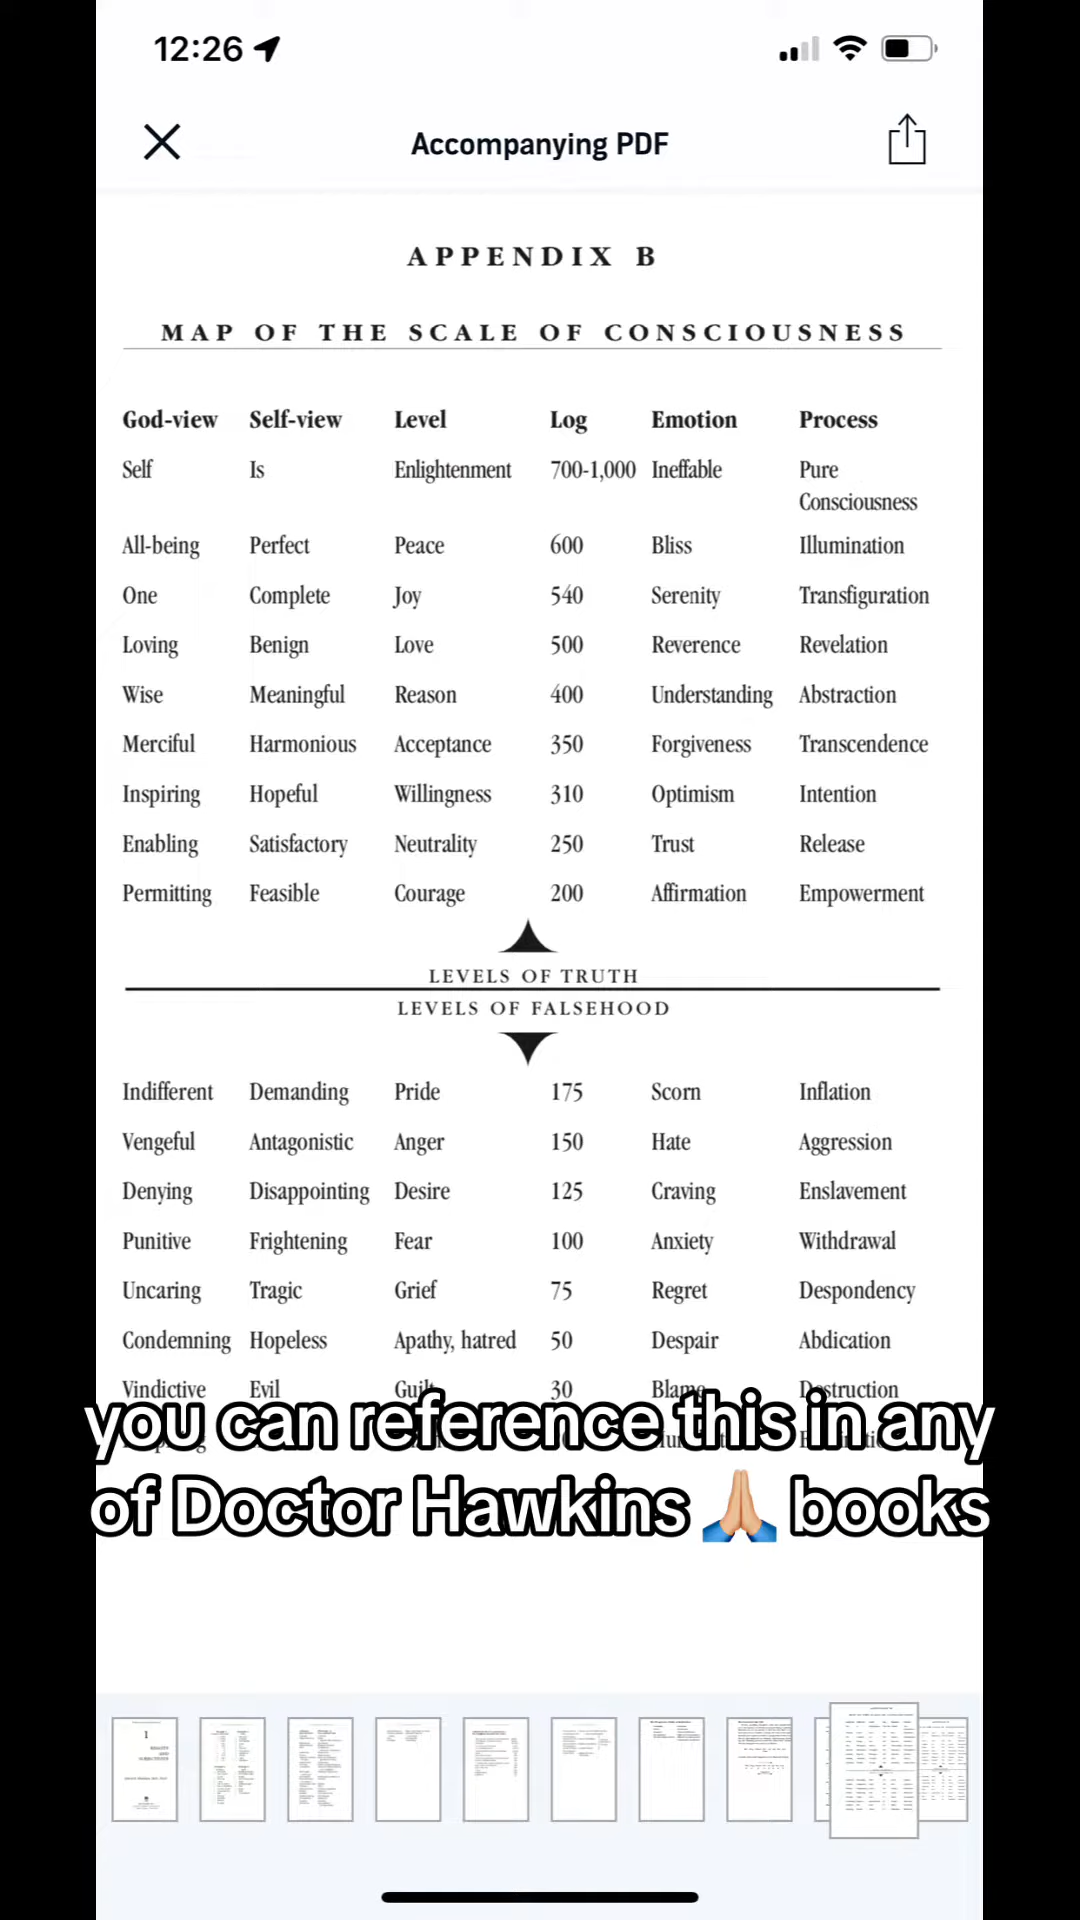 12:26
Accompanying PDF
APPENDIX B
MAP OF THE SCALE OF CONSCIOUSNESS
God-view Self-view Level Log Emotion Process
Self Is Enlightenment 700-1,000 Ineffable Pure Consciousness
All-being Perfect Peace 600 Bliss Illumination
One Complete Joy 540 Serenity Transfiguration
Loving Benign Love 500 Reverence Revelation
Wise Meaningful Reason 400 Understanding Abstraction
Merciful Harmonious Acceptance 350 Forgiveness Transcendence
Inspiring Hopeful Willingness 310 Optimism Intention
Enabling Satisfactory Neutrality 250 Trust Release
Permitting Feasible Courage 200 Affirmation Empowerment
LEVELS OF TRUTH
LEVELS OF FALSEHOOD
Indifferent Demanding Pride 175 Scorn Inflation
Vengeful Antagonistic Anger 150 Hate Aggression
Denying Disappointing Desire 125 Craving Enslavement
Punitive Frightening Fear 100 Anxiety Withdrawal
Uncaring Tragic Grief 75 Regret Despondency
Condemning Hopeless Apathy, hatred 50 Despair Abdication
Vindictive Evil Guilt 30 Blame Destruction
you can reference this in any
of Doctor Hawkins 🙏🏼 books